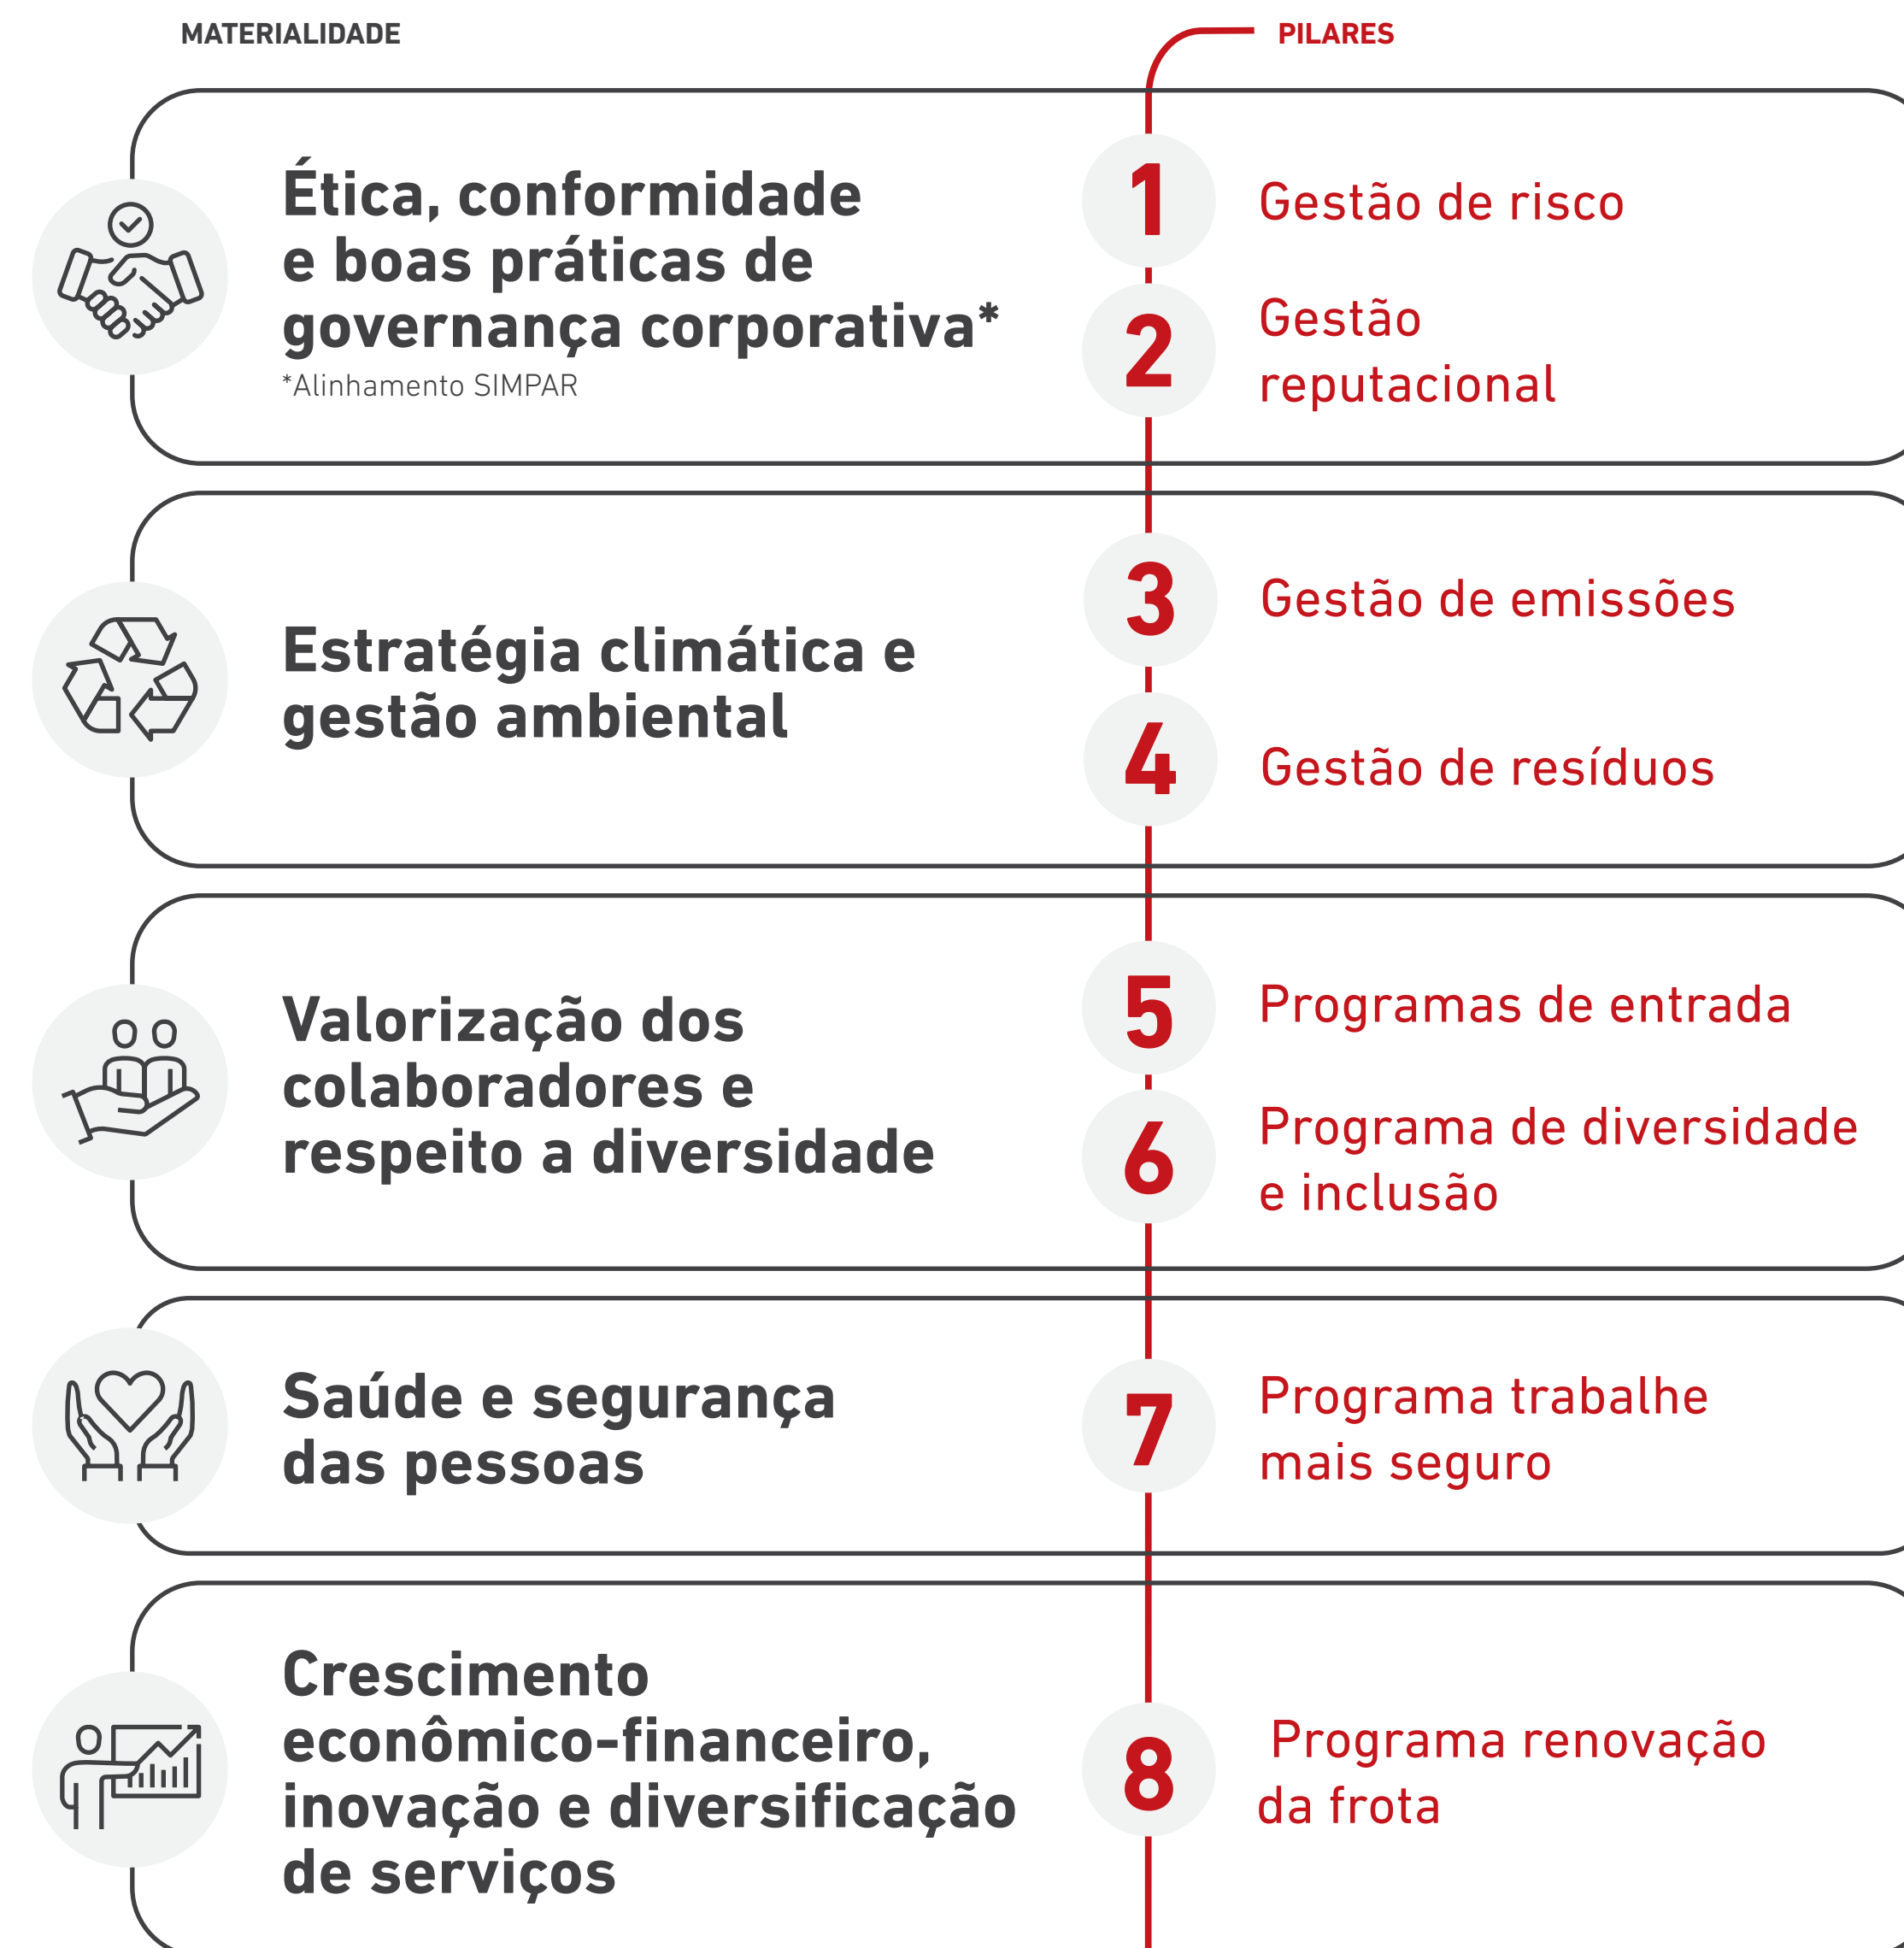 MATERIALIDADE
PILARES
Ética, conformidade
e boas práticas de
governança corporativa*
*Alinhamento SIMPAR
1
Gestão de risco
2
Gestão
reputacional
Estratégia climática e
gestão ambiental
3
Gestão de emissões
4
Gestão de resíduos
Valorização dos
colaboradores e
respeito a diversidade
5
Programas de entrada
6
Programa de diversidade
e inclusão
Saúde e segurança
das pessoas
7
Programa trabalhe
mais seguro
Crescimento
econômico-financeiro,
inovação e diversificação
de serviços
8
Programa renovação
da frota